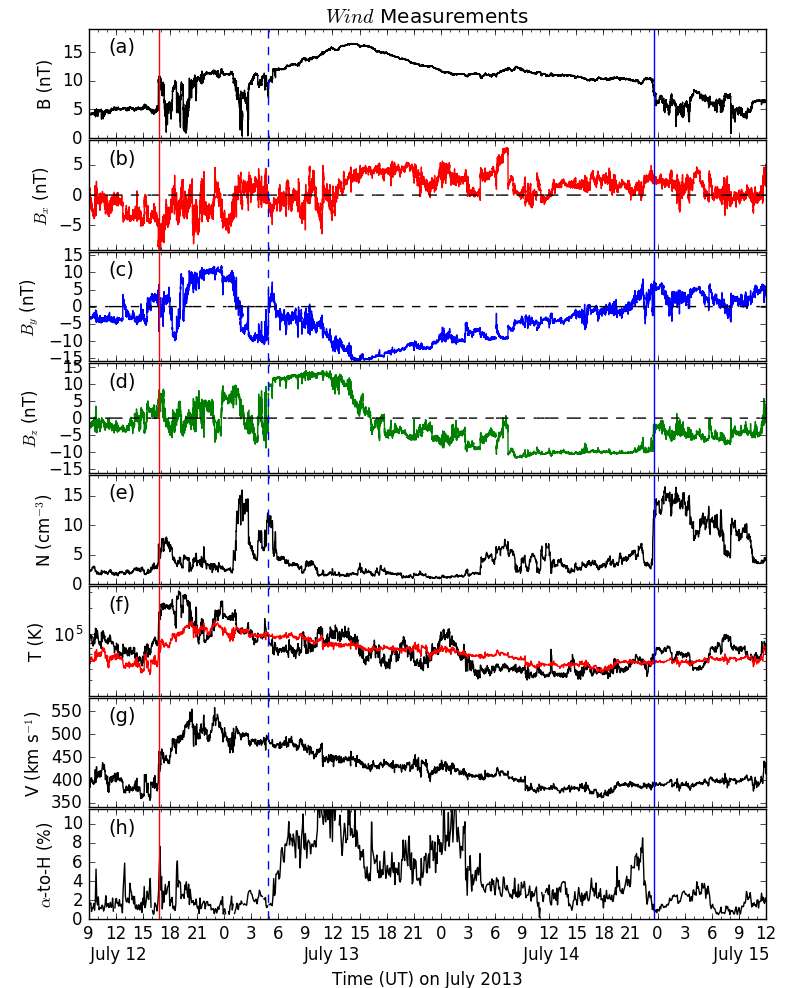 Wind Measurements
(a)
B (nT)
15
10
5
0
(b)
Bₓ (nT)
5
0
−5
(c)
B_y (nT)
15
10
5
0
−5
−10
−15
(d)
B_z (nT)
15
10
5
0
−5
−10
−15
(e)
N (cm⁻³)
15
10
5
0
(f)
T (K)
10⁵
(g)
V (km s⁻¹)
550
500
450
400
350
(h)
α-to-H (%)
10
8
6
4
2
0
9 12 15 18 21 0 3 6 9 12 15 18 21 0 3 6 9 12 15 18 21 0 3 6 9 12
July 12 July 13 July 14 July 15
Time (UT) on July 2013